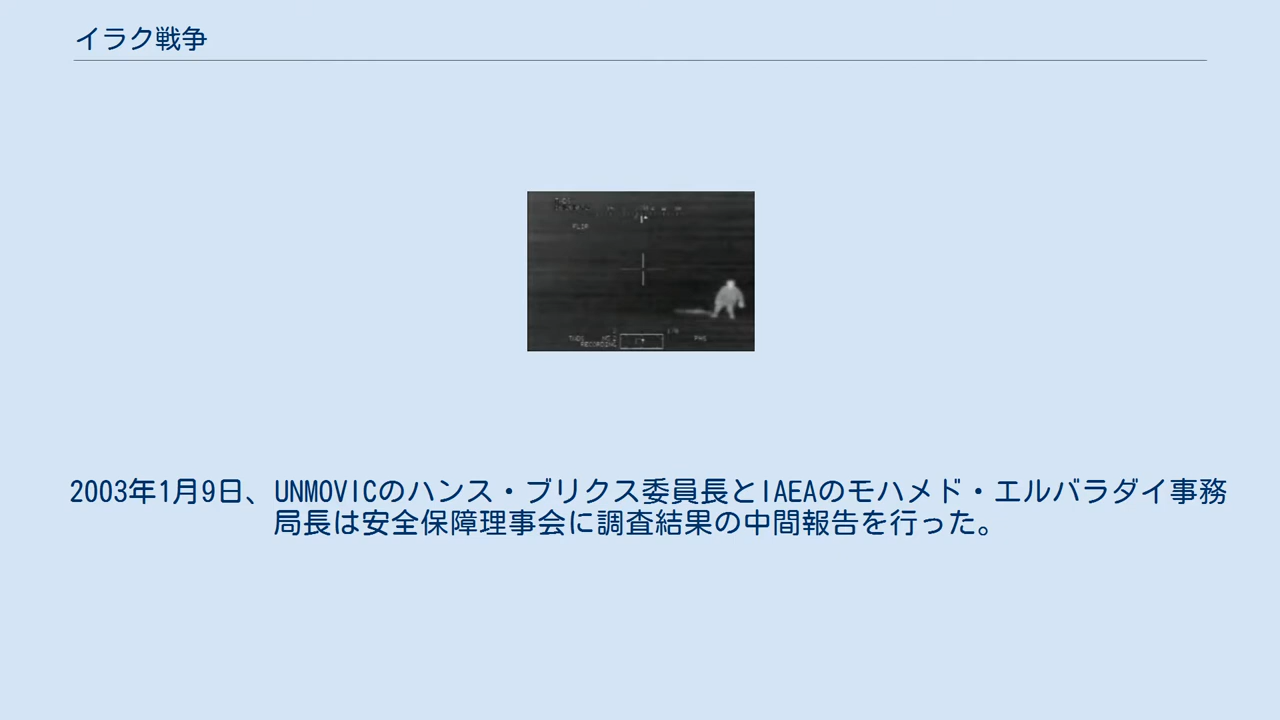 イラク戦争
FLIR
RECORDING
2003年1月9日、UNMOVICのハンス・ブリクス委員長とIAEAのモハメド・エルバラダイ事務
局長は安全保障理事会に調査結果の中間報告を行った。